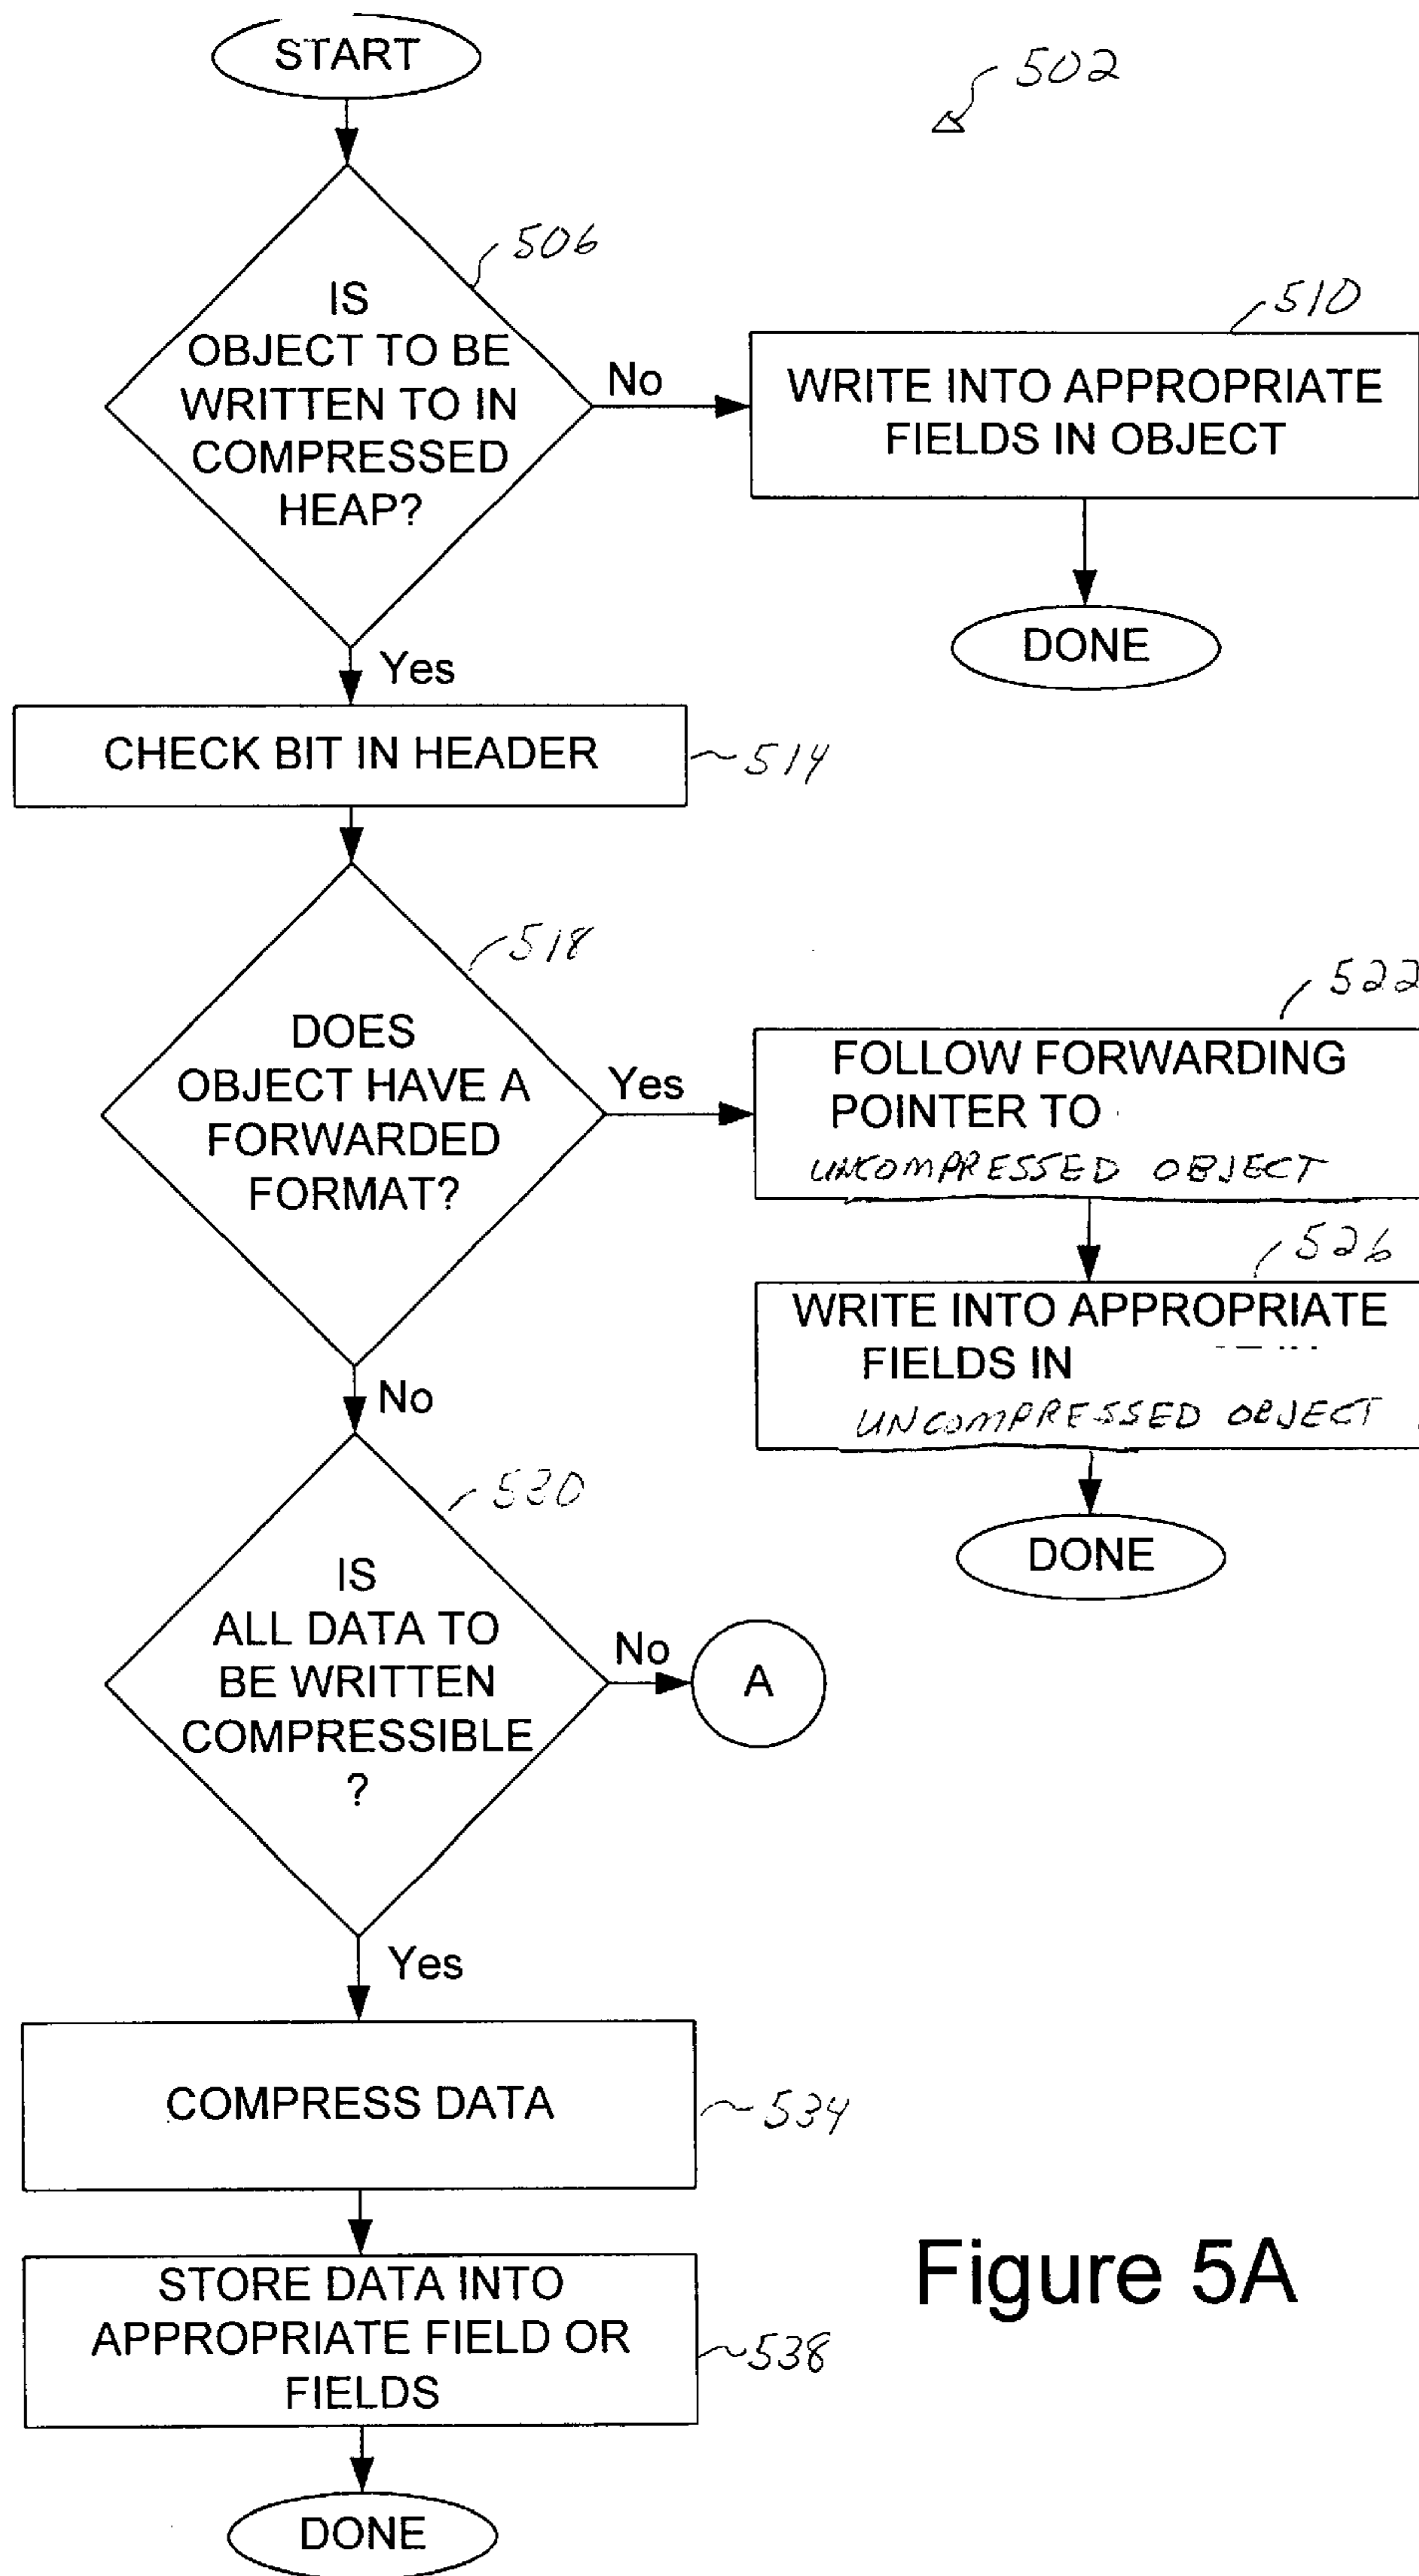 START
502
506
IS
OBJECT TO BE
WRITTEN TO IN
COMPRESSED
HEAP?
No
510
WRITE INTO APPROPRIATE
FIELDS IN OBJECT
DONE
Yes
CHECK BIT IN HEADER
514
518
DOES
OBJECT HAVE A
FORWARDED
FORMAT?
Yes
522
FOLLOW FORWARDING
POINTER TO
UNCOMPRESSED OBJECT
526
WRITE INTO APPROPRIATE
FIELDS IN
UNCOMPRESSED OBJECT
DONE
No
530
IS
ALL DATA TO
BE WRITTEN
COMPRESSIBLE
?
No
A
Yes
COMPRESS DATA
534
STORE DATA INTO
APPROPRIATE FIELD OR
FIELDS
538
DONE
Figure 5A